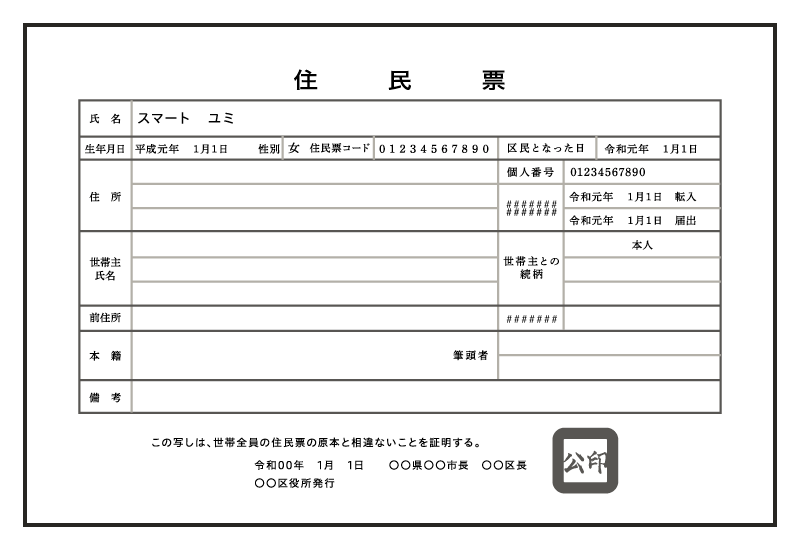 住 民 票
氏 名 スマート ユミ
生年月日 平成元年 1月1日 性別 女 住民票コード 01234567890 区民となった日 令和元年 1月1日
住 所 個人番号 01234567890
####### 令和元年 1月1日 転入
####### 令和元年 1月1日 届出
世帯主
氏名
世帯主との
続柄
本人
前住所 #######
本 籍 筆頭者
備 考
この写しは、世帯全員の住民票の原本と相違ないことを証明する。
令和00年 1月 1日 〇〇県〇〇市長 〇〇区長
〇〇区役所発行
公印